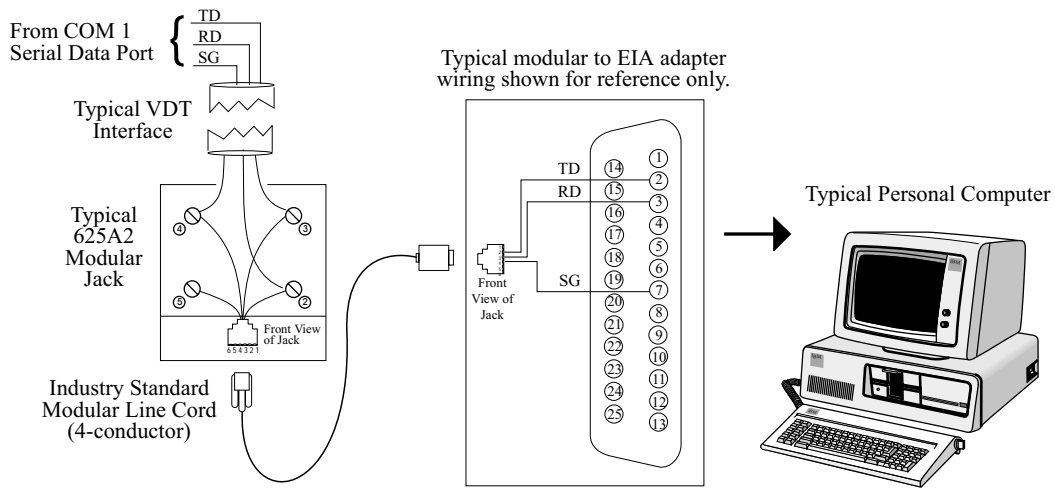 From COM 1
Serial Data Port
TD
RD
SG
Typical VDT
Interface
Typical
625A2
Modular
Jack
4
3
5
2
Front View
of Jack
6 5 4 3 2 1
Industry Standard
Modular Line Cord
(4-conductor)
Typical modular to EIA adapter
wiring shown for reference only.
TD
RD
SG
Front
View of
Jack
14
15
16
17
18
19
20
21
22
23
24
25
1
2
3
4
5
6
7
8
9
10
11
12
13
Typical Personal Computer